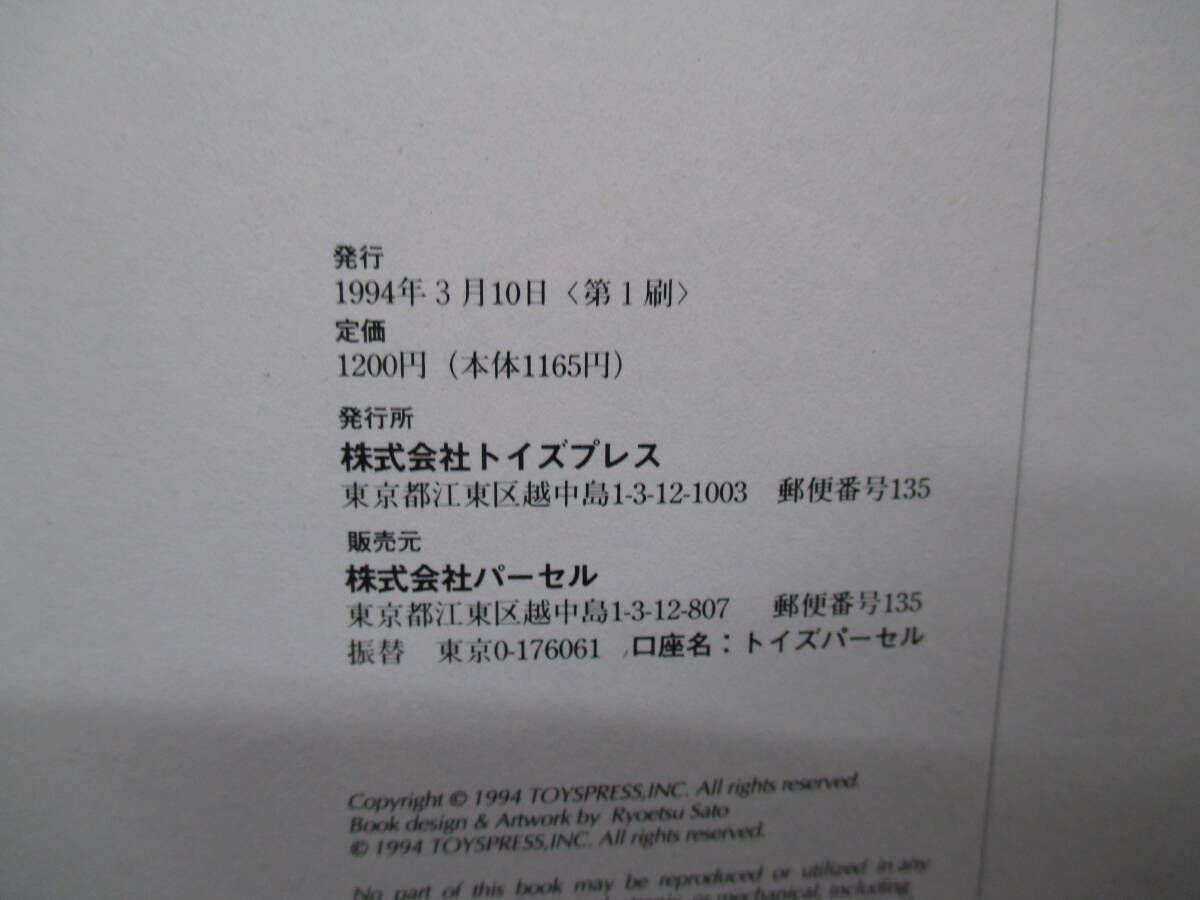 発行
1994年3月10日〈第1刷〉
定価
1200円（本体1165円）
発行所
株式会社トイズプレス
東京都江東区越中島1-3-12-1003 郵便番号135
販売元
株式会社パーセル
東京都江東区越中島1-3-12-807 郵便番号135
振替 東京0-176061 口座名：トイズパーセル
Copyright © 1994 TOYSPRESS,INC. All rights reserved.
Book design & Artwork by Ryoetsu Sato
© 1994 TOYSPRESS,INC. All rights reserved.
No part of this book may be reproduced or utilized in any
or mechanical, including